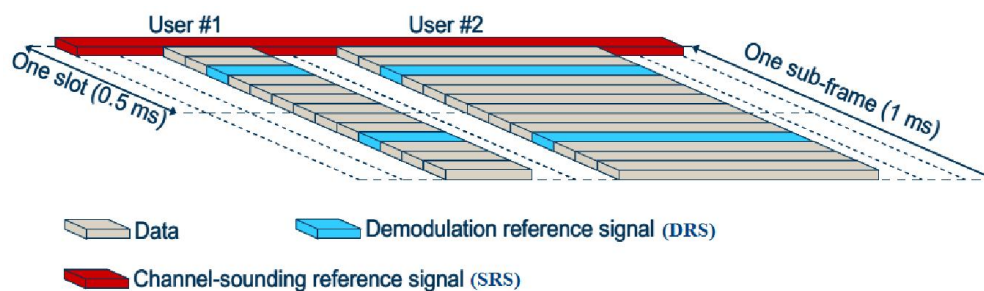 User #1
User #2
One slot (0.5 ms)
One sub-frame (1 ms)
Data
Demodulation reference signal (DRS)
Channel-sounding reference signal (SRS)